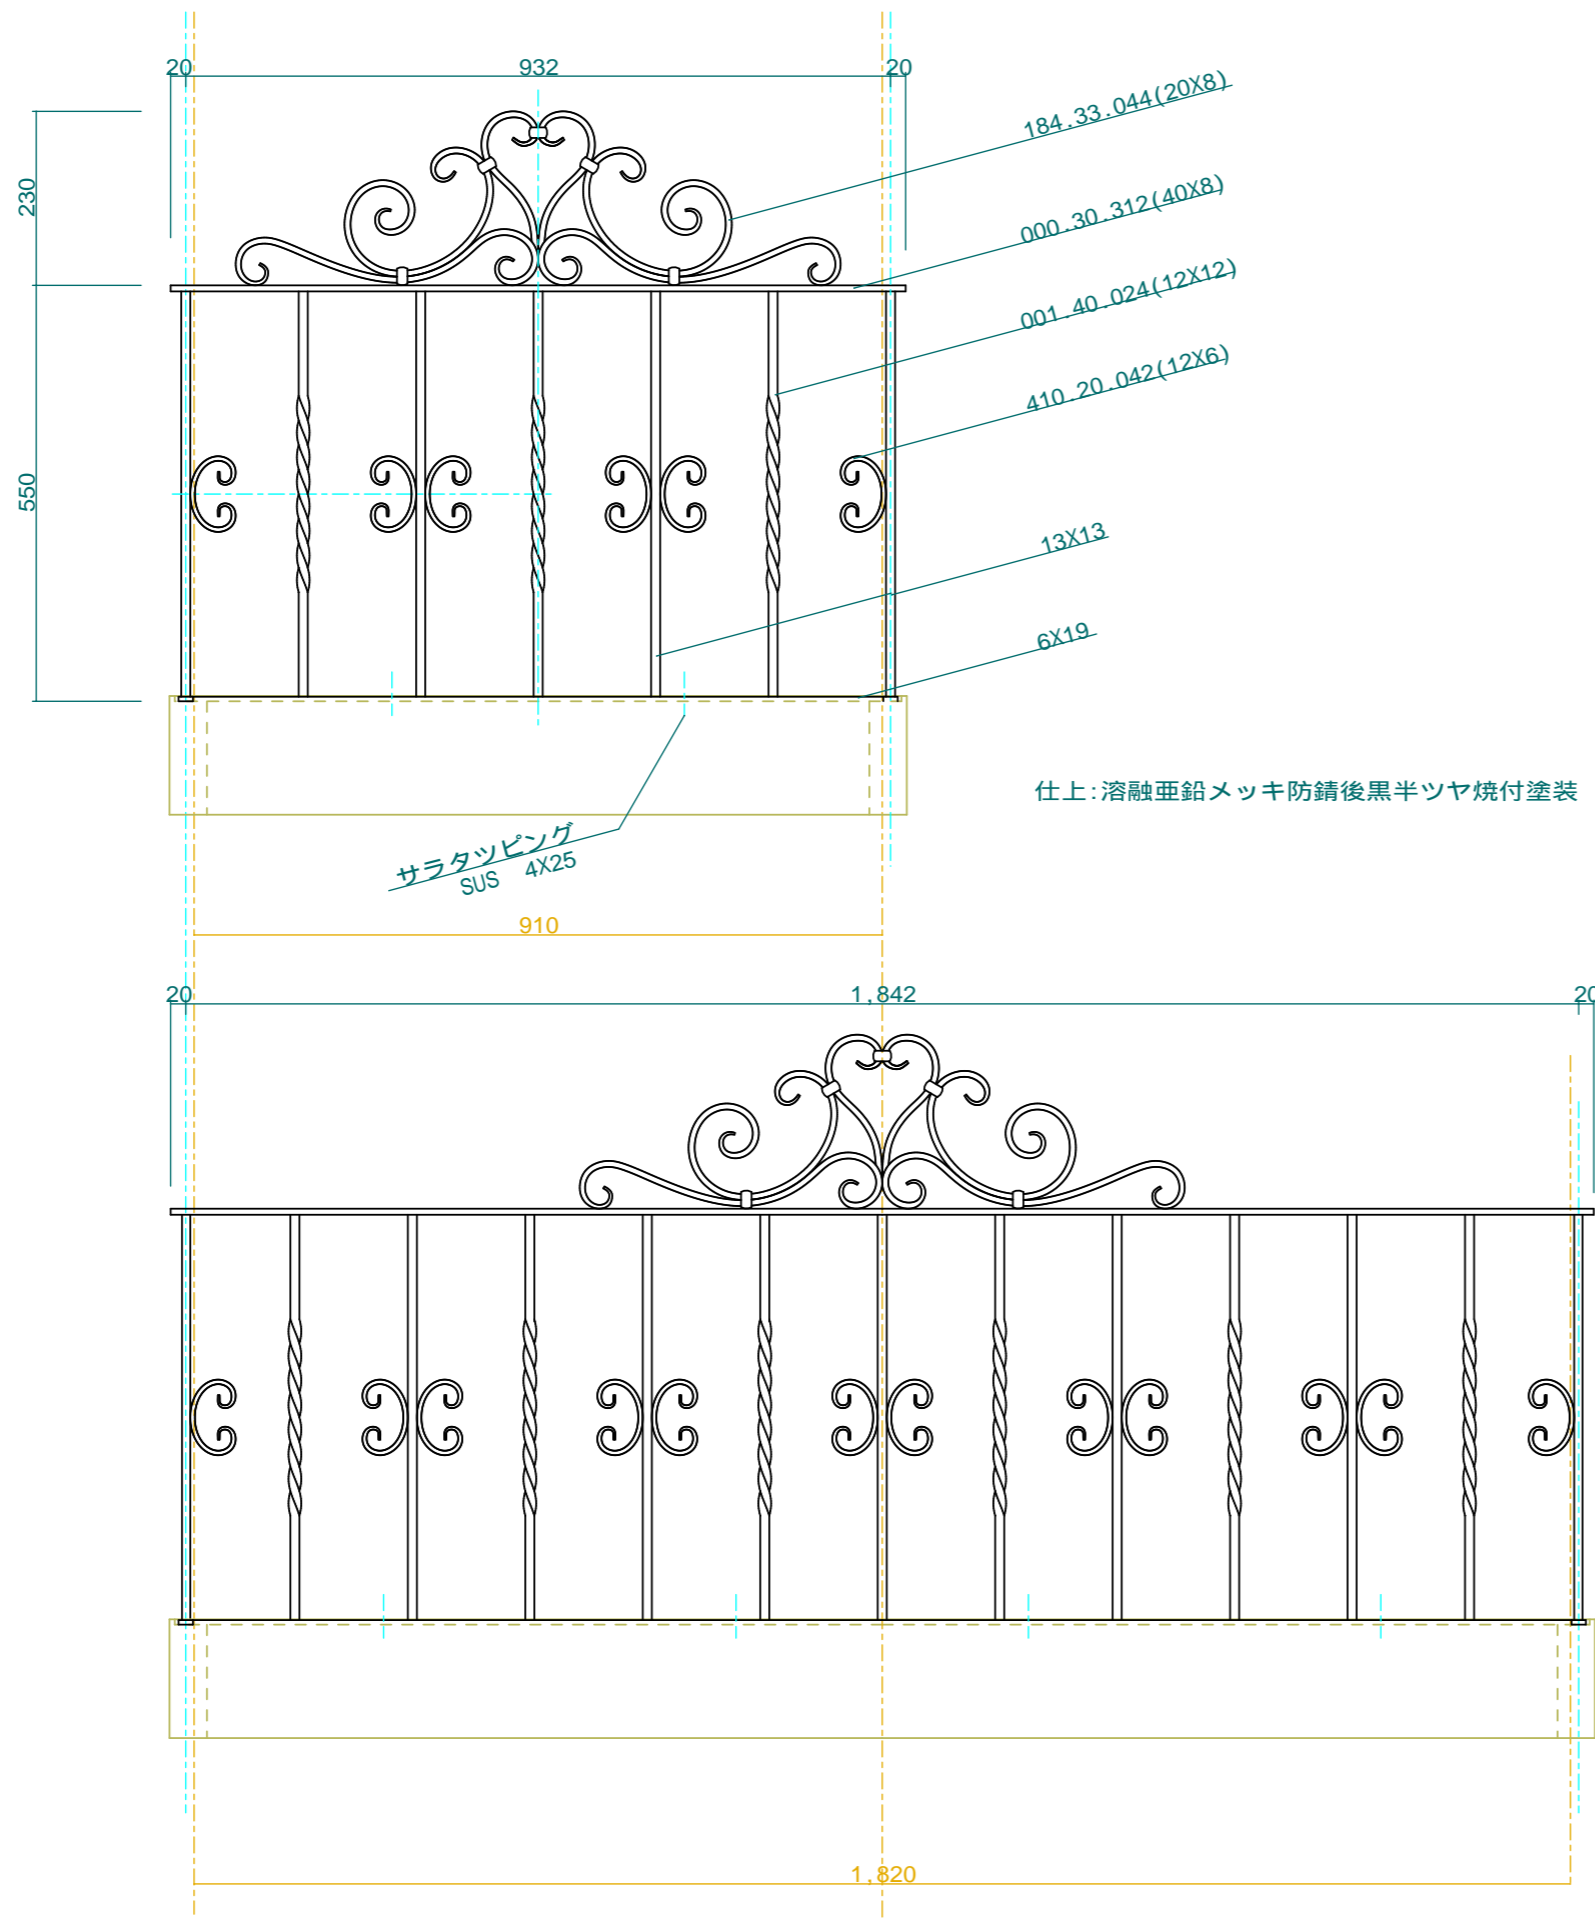 20 932 20
184.33.044(20X8)
230
000.30.312(40X8)
001.40.024(12X12)
410.20.042(12X6)
550
13X13
6X19
仕上:溶融亜鉛メッキ防錆後黒半ツヤ焼付塗装
サラタツピング
SUS 4X25
910
20 1,842 20
1,820